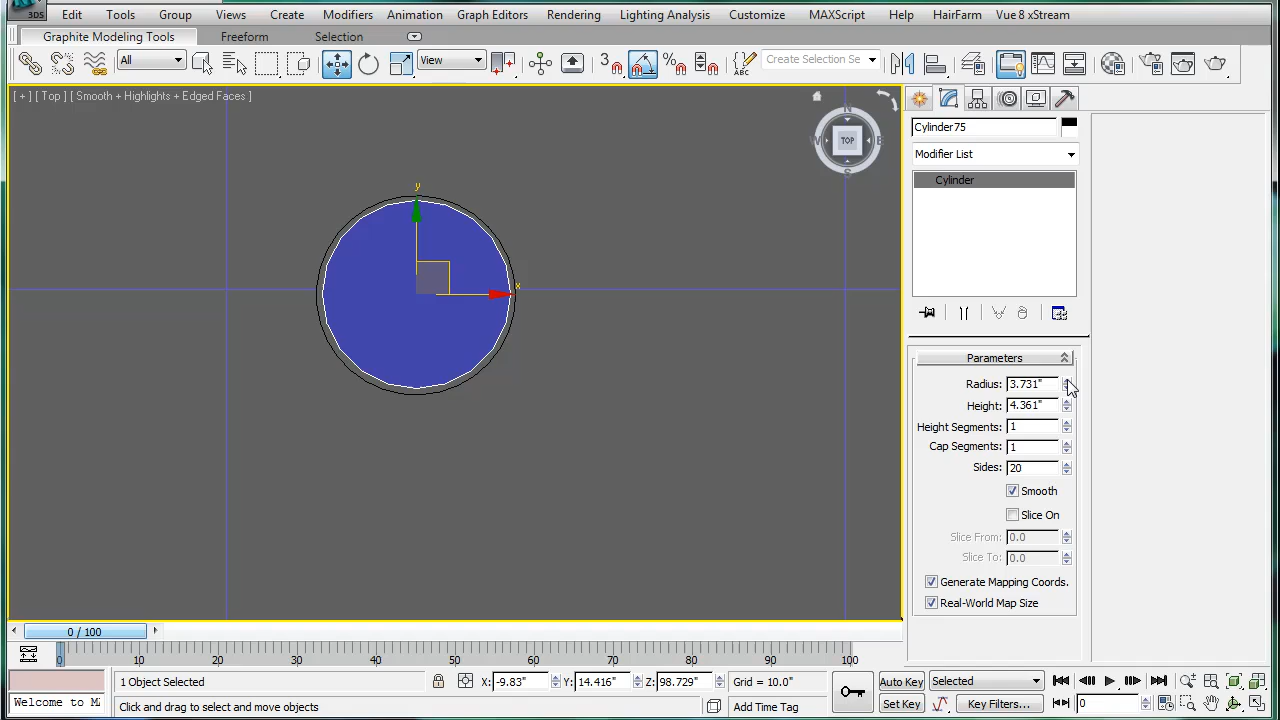 3DS Edit Tools Group Views Create Modifiers Animation Graph Editors Rendering Lighting Analysis Customize MAXScript Help HairFarm Vue 8 xStream
Graphite Modeling Tools Freeform Selection
All View 3 % ABC Create Selection Se
[ + ] [ Top ] [ Smooth + Highlights + Edged Faces ]
N
W TOP E
S
Cylinder75
Modifier List
Cylinder
y
x
Parameters
Radius: 3.731"
Height: 4.361"
Height Segments: 1
Cap Segments: 1
Sides: 20
Smooth
Slice On
Slice From: 0.0
Slice To: 0.0
Generate Mapping Coords.
Real-World Map Size
0 / 100
0 10 20 30 40 50 60 70 80 90 100
1 Object Selected X: -9.83" Y: 14.416" Z: 98.729" Grid = 10.0" Auto Key Selected
Welcome to M Click and drag to select and move objects Add Time Tag Set Key Key Filters... 0